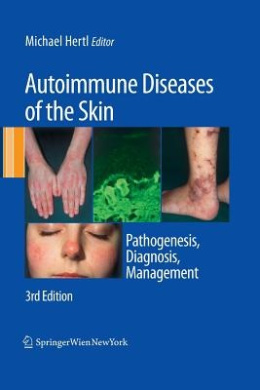 Michael Hertl Editor
Autoimmune Diseases
of the Skin
Pathogenesis,
Diagnosis,
Management
3rd Edition
SpringerWienNewYork